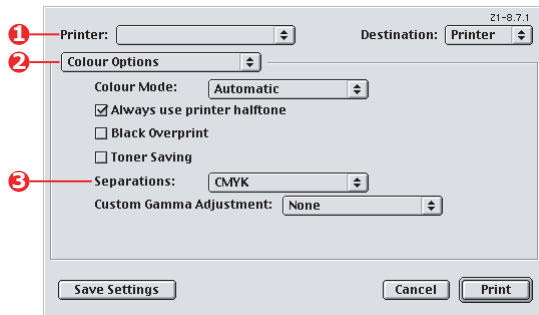 Z1-8.7.1
1 Printer: Destination: Printer
2 Colour Options
Colour Mode: Automatic
Always use printer halftone
Black Overprint
Toner Saving
3 Separations: CMYK
Custom Gamma Adjustment: None
Save Settings Cancel Print